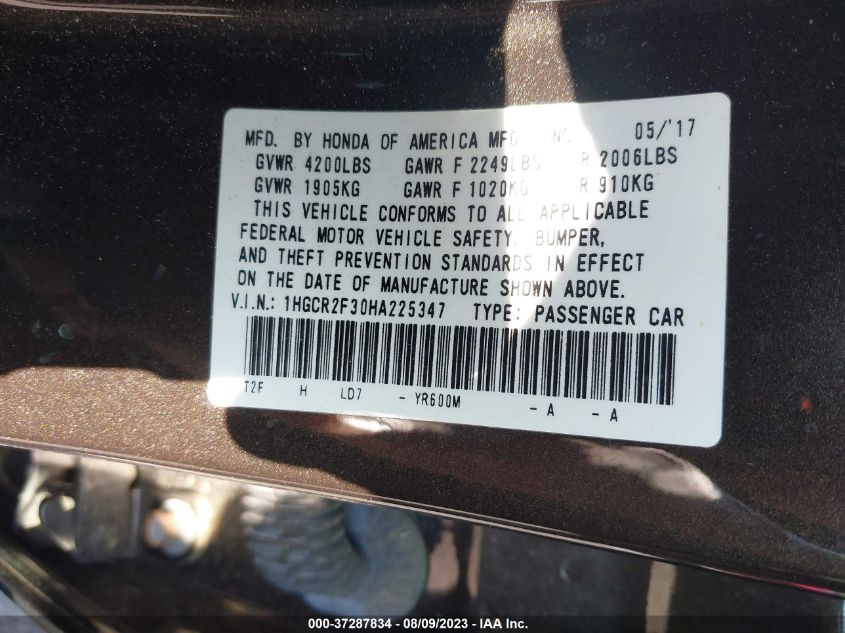 MFD. BY HONDA OF AMERICA MFG. INC. 05/'17
GVWR 4200LBS GAWR F 2249LBS R 2006LBS
GVWR 1905KG GAWR F 1020KG R 910KG
THIS VEHICLE CONFORMS TO ALL APPLICABLE
FEDERAL MOTOR VEHICLE SAFETY, BUMPER,
AND THEFT PREVENTION STANDARDS IN EFFECT
ON THE DATE OF MANUFACTURE SHOWN ABOVE.
V.I.N.: 1HGCR2F30HA225347 TYPE: PASSENGER CAR
T2F H LD7 - YR600M - A - A
000-37287834 - 08/09/2023 - IAA Inc.